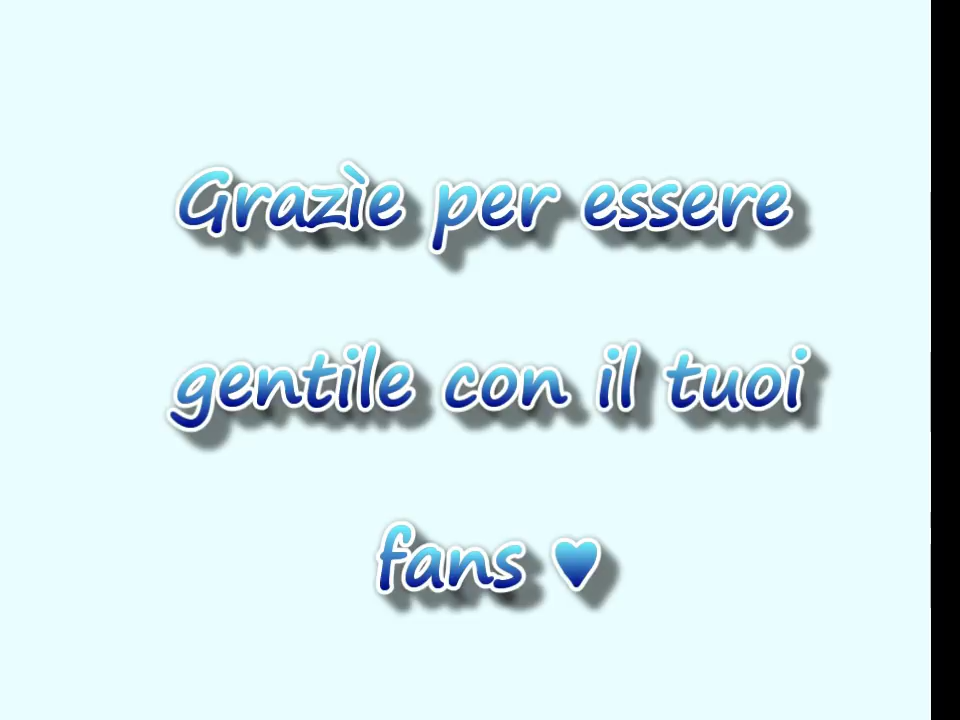 Grazìe per essere
gentile con il tuoi
fans ♥